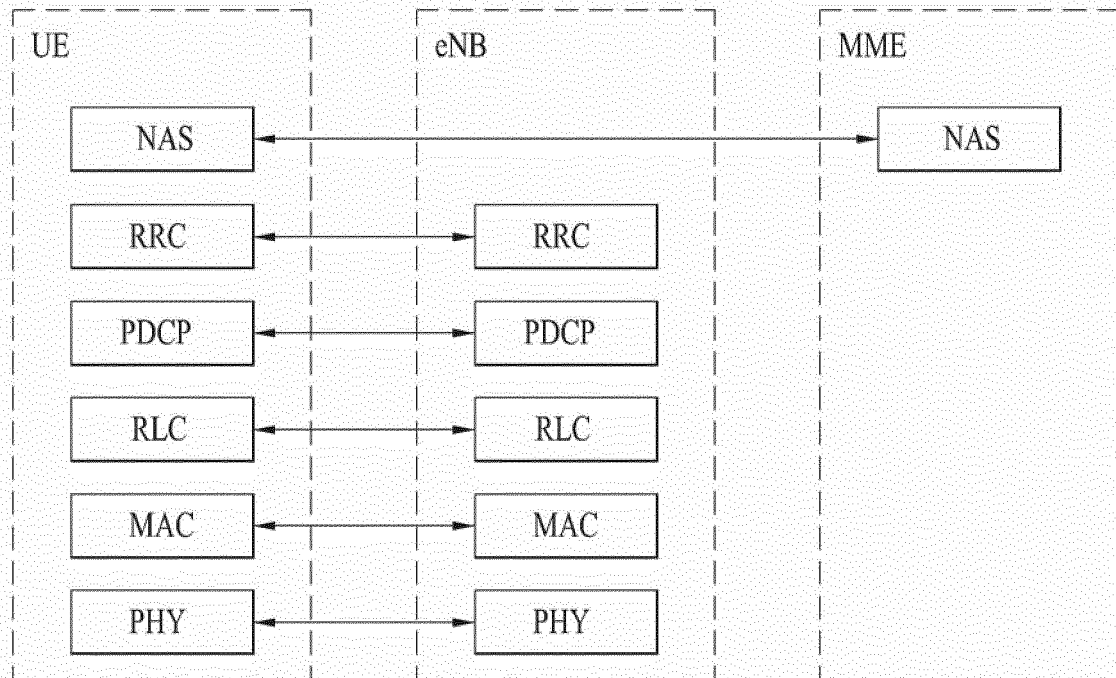 UE eNB MME
NAS NAS
RRC RRC
PDCP PDCP
RLC RLC
MAC MAC
PHY PHY